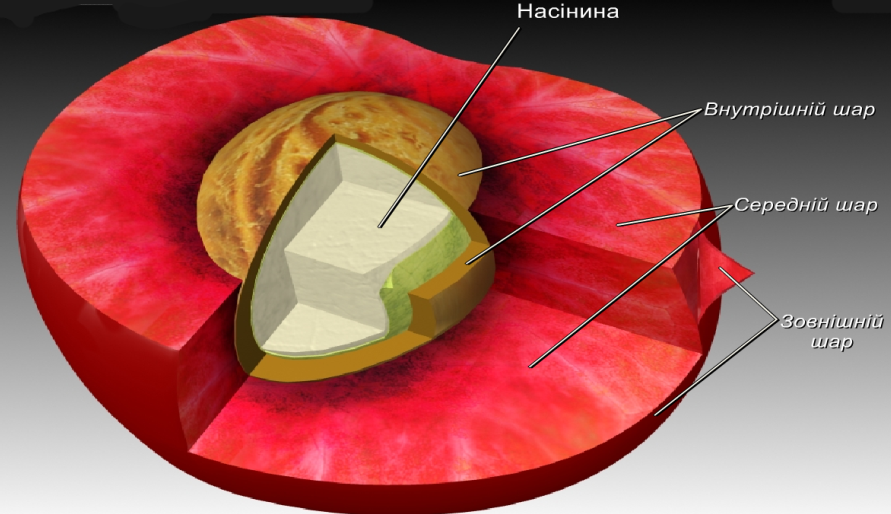 Насінина
Внутрішній шар
Середній шар
Зовнішній
шар